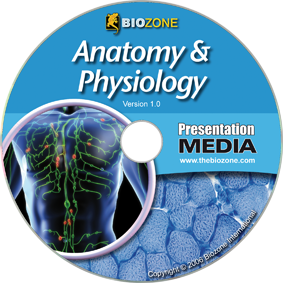 BIOZONE
Anatomy &
Physiology
Version 1.0
Presentation
MEDIA
www.thebiozone.com
Copyright © 2006 Biozone International